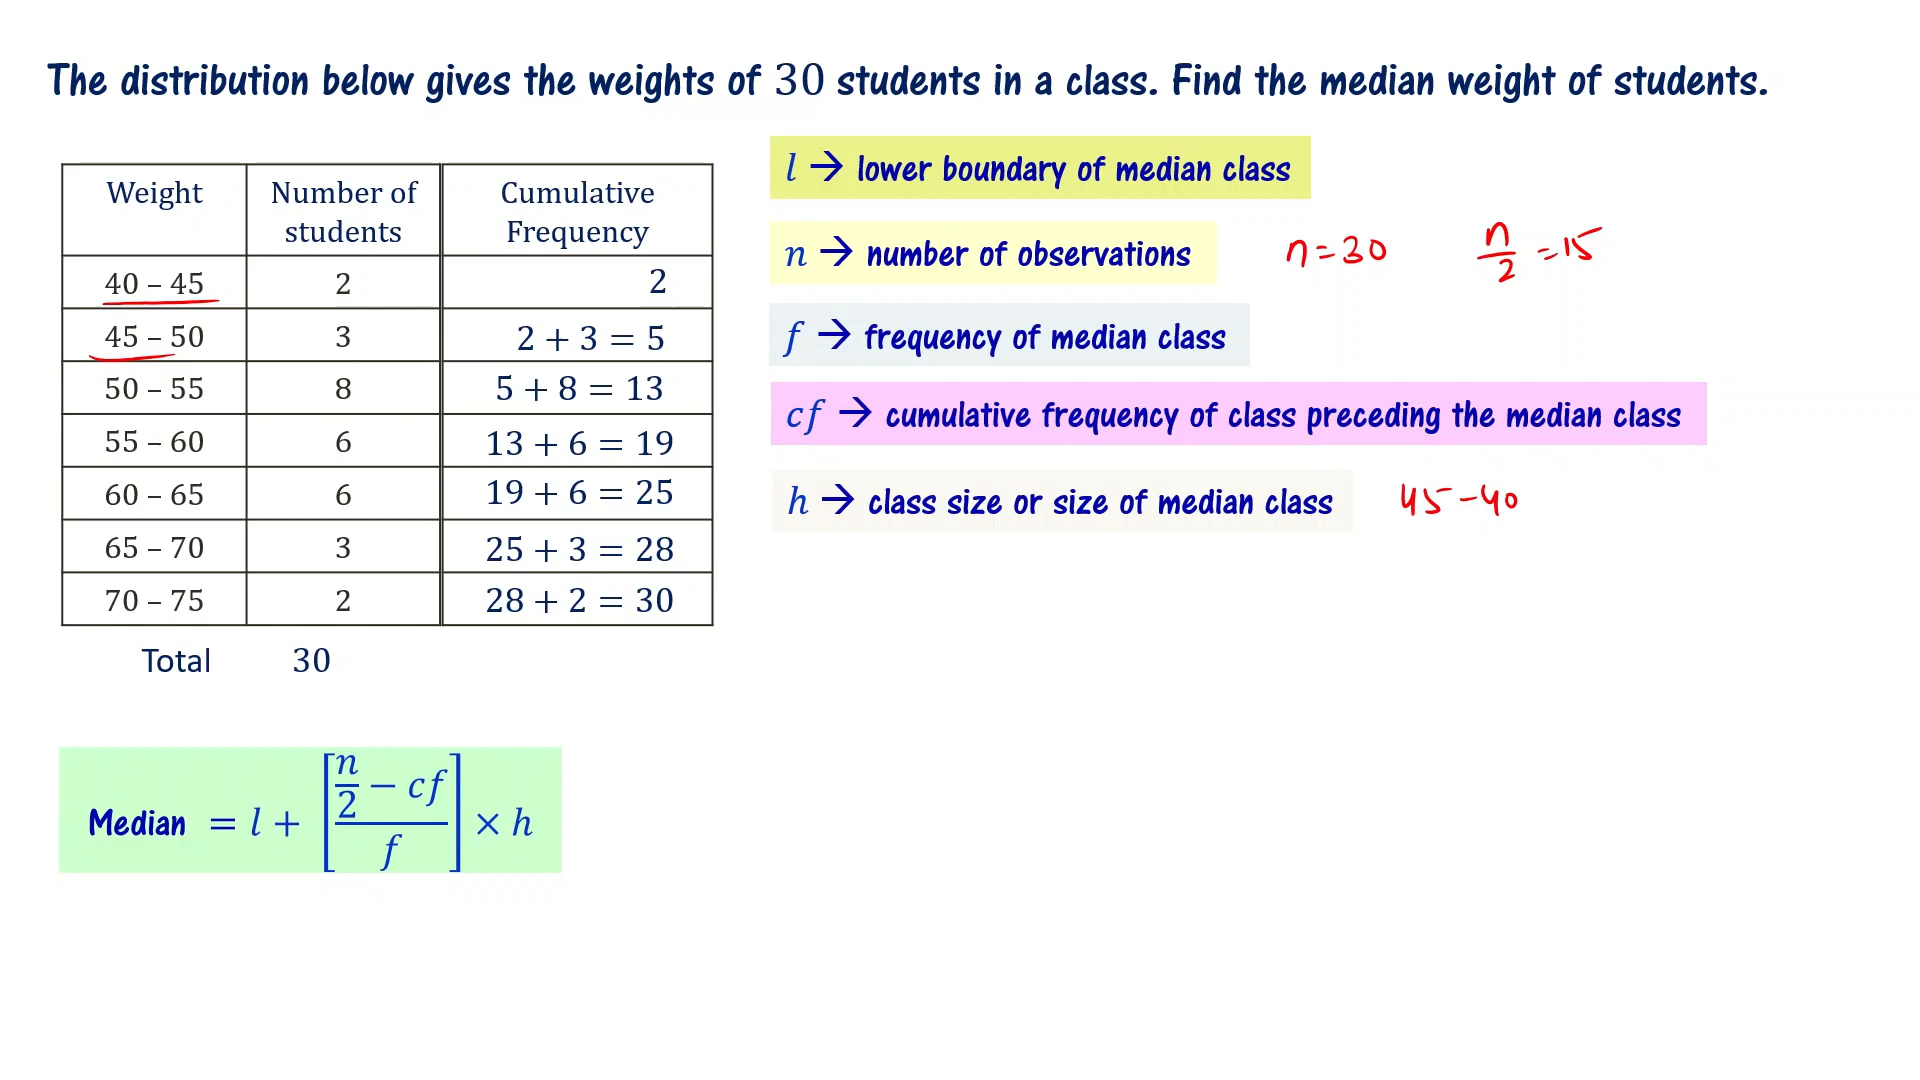 The distribution below gives the weights of 30 students in a class. Find the median weight of students.
Weight Number of students Cumulative Frequency
40 – 45 2 2
45 – 50 3 2 + 3 = 5
50 – 55 8 5 + 8 = 13
55 – 60 6 13 + 6 = 19
60 – 65 6 19 + 6 = 25
65 – 70 3 25 + 3 = 28
70 – 75 2 28 + 2 = 30
Total 30
l → lower boundary of median class
n → number of observations n = 30 n/2 = 15
f → frequency of median class
cf → cumulative frequency of class preceding the median class
h → class size or size of median class 45 – 40
Median = l + [(n/2 − cf)/f] × h